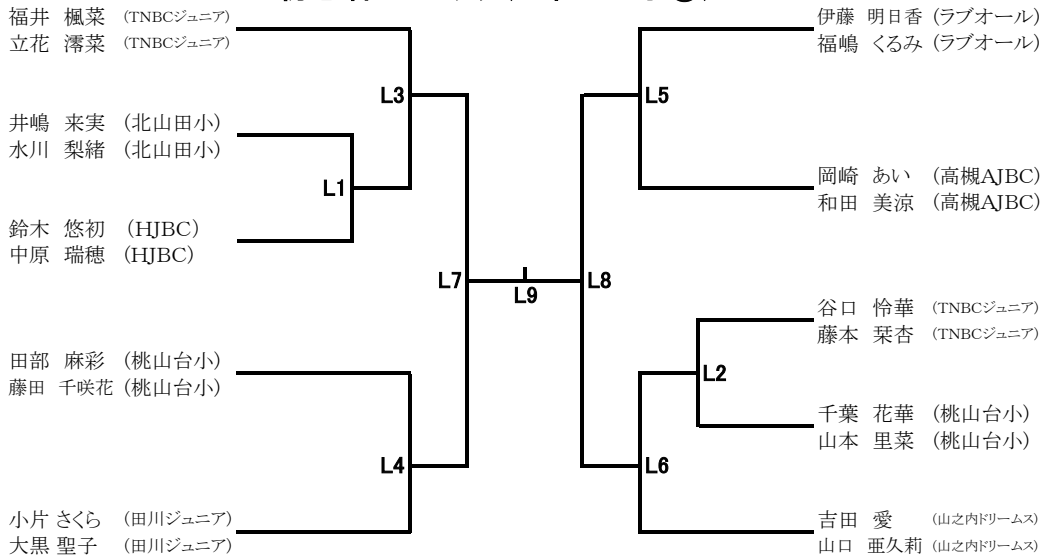 福井 楓菜 (TNBCジュニア)
立花 澪菜 (TNBCジュニア)
井嶋 来実 (北山田小)
水川 梨緒 (北山田小)
鈴木 悠初 (HJBC)
中原 瑞穂 (HJBC)
田部 麻彩 (桃山台小)
藤田 千咲花 (桃山台小)
小片 さくら (田川ジュニア)
大黒 聖子 (田川ジュニア)
L3
L1
L7
L4
L9
L5
L8
L2
L6
伊藤 明日香 (ラブオール)
福嶋 くるみ (ラブオール)
岡崎 あい (高槻AJBC)
和田 美涼 (高槻AJBC)
谷口 怜華 (TNBCジュニア)
藤本 栞杏 (TNBCジュニア)
千葉 花華 (桃山台小)
山本 里菜 (桃山台小)
吉田 愛 (山之内ドリームス)
山口 亜久莉 (山之内ドリームス)